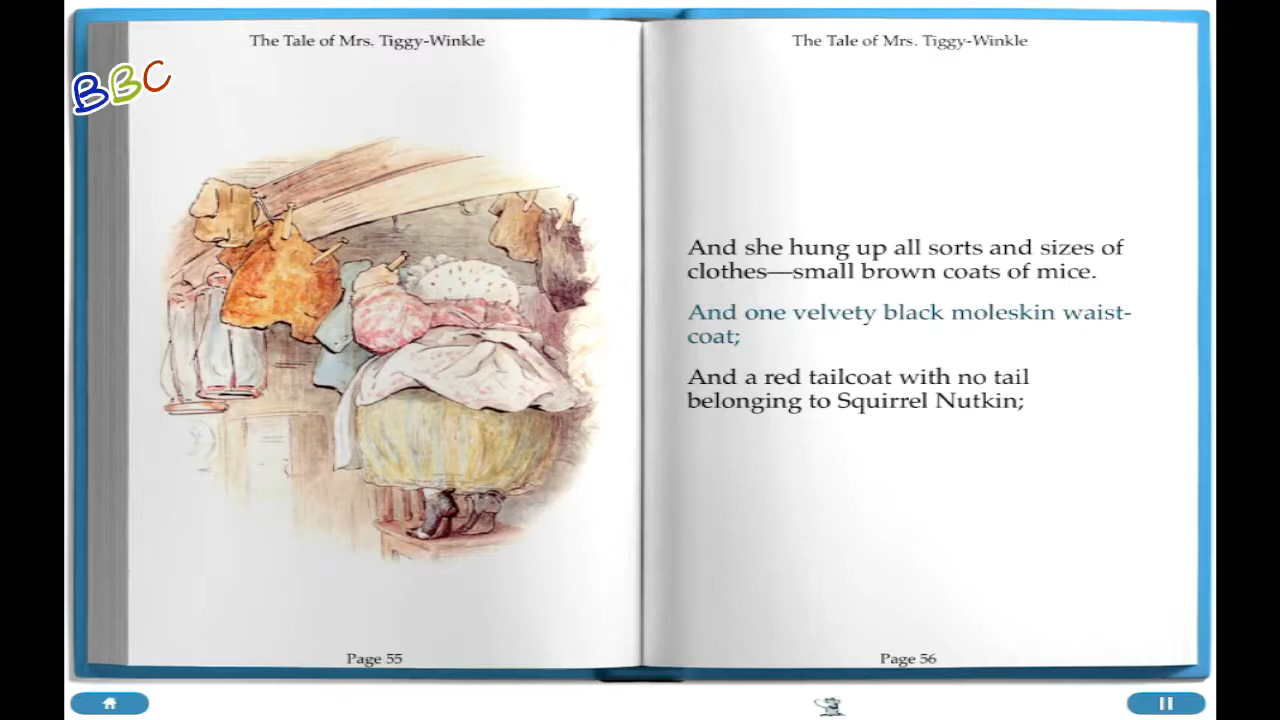 The Tale of Mrs. Tiggy-Winkle
BBC
Page 55
The Tale of Mrs. Tiggy-Winkle
And she hung up all sorts and sizes of
clothes—small brown coats of mice.
And one velvety black moleskin waist-
coat;
And a red tailcoat with no tail
belonging to Squirrel Nutkin;
Page 56